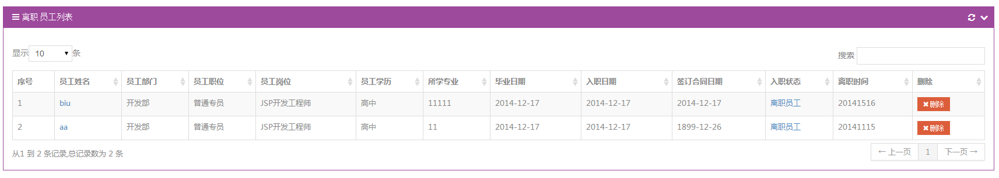 离职员工列表
显示 10 条
搜索
序号 员工姓名 员工部门 员工职位 员工岗位 员工学历 所学专业 毕业日期 入职日期 签订合同日期 入职状态 离职时间 删除
1 biu 开发部 普通专员 JSP开发工程师 高中 11111 2014-12-17 2014-12-17 2014-12-17 离职员工 20141516 ✖删除
2 aa 开发部 普通专员 JSP开发工程师 高中 11 2014-12-17 2014-12-17 1899-12-26 离职员工 20141115 ✖删除
从1 到 2 条记录,总记录数为 2 条
← 上一页 1 下一页 →